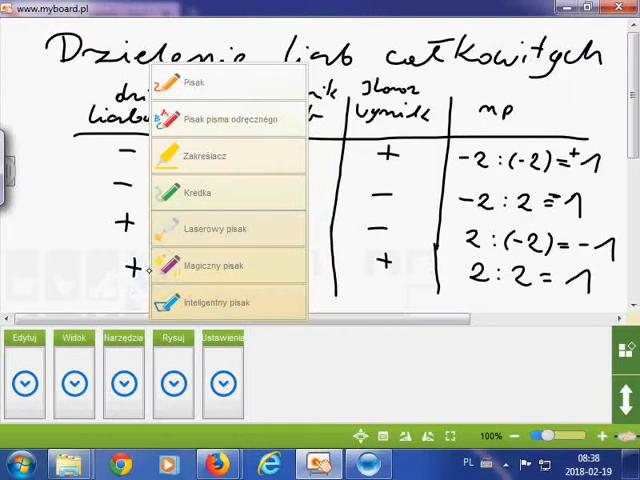 www.myboard.pl
Dzielenie liczb całkowitych
Pisak
Pisak pisma odręcznego
Zakreślacz
Kredka
Laserowy pisak
Magiczny pisak
Inteligentny pisak
wynik
np
- + -2 : (-2) = +1
- - -2 : 2 = -1
+ - 2 : (-2) = -1
+ + 2 : 2 = 1
Edytuj Widok Narzędzia Rysuj Ustawienia
100%
PL 08:38
2018-02-19